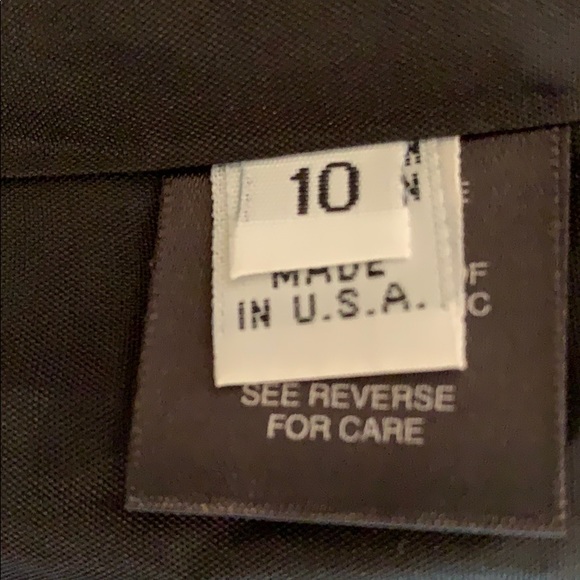 10
MADE
IN U.S.A.
SEE REVERSE
FOR CARE